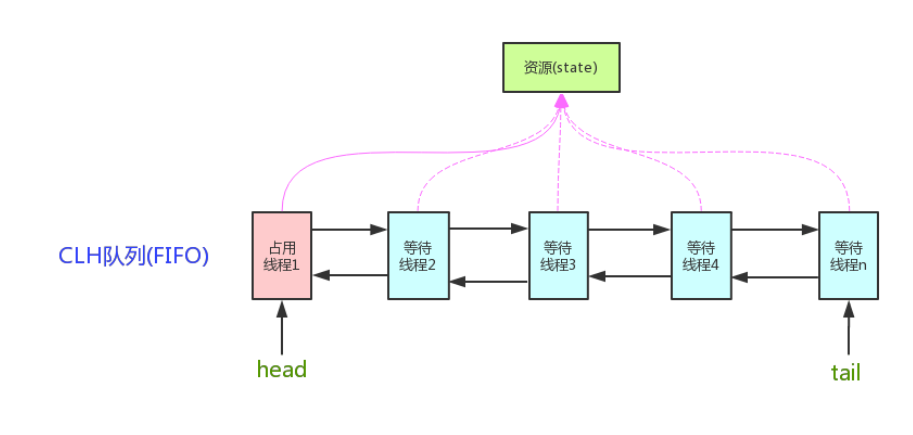 资源(state)
CLH队列(FIFO)
占用
线程1
等待
线程2
等待
线程3
等待
线程4
等待
线程n
head
tail